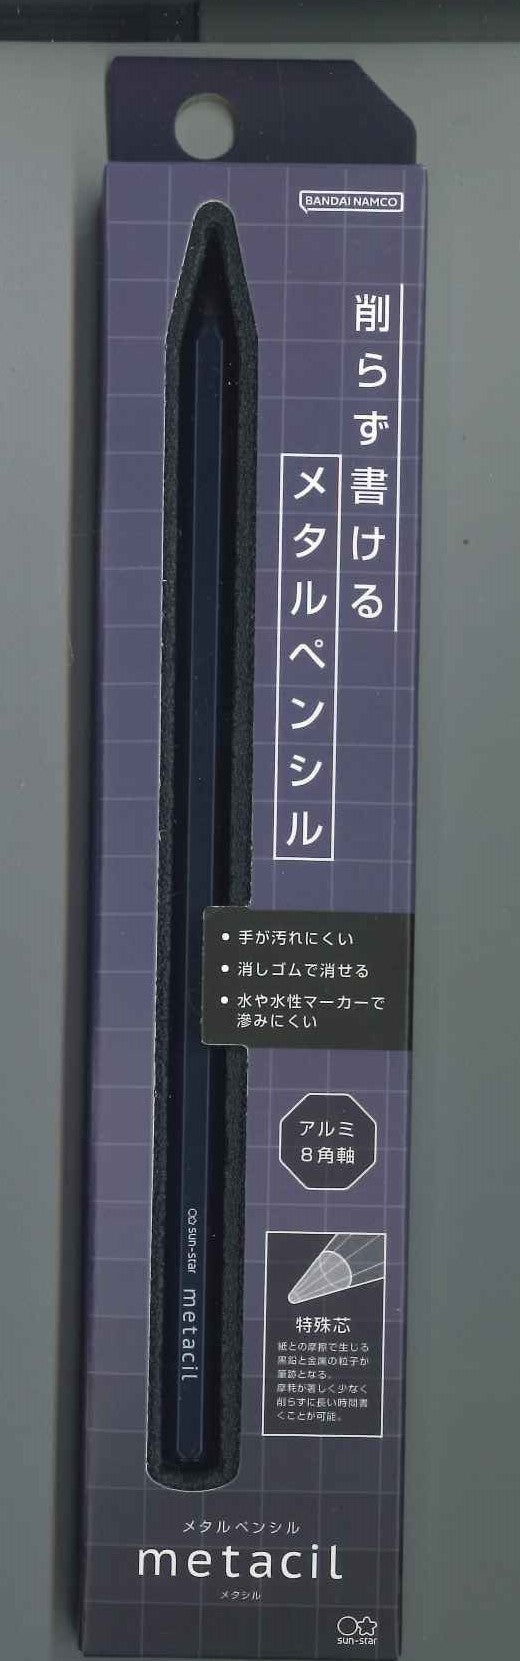 BANDAI NAMCO
削らず書ける
メタルペンシル
• 手が汚れにくい
• 消しゴムで消せる
• 水や水性マーカーで
滲みにくい
アルミ
8角軸
特殊芯
紙との摩擦で生じる
黒鉛と金属の粒子が
筆跡となる。
摩耗が著しく少なく
削らずに長い時間書
くことが可能。
sun-star metacil
メタルペンシル
metacil
メタシル
sun-star